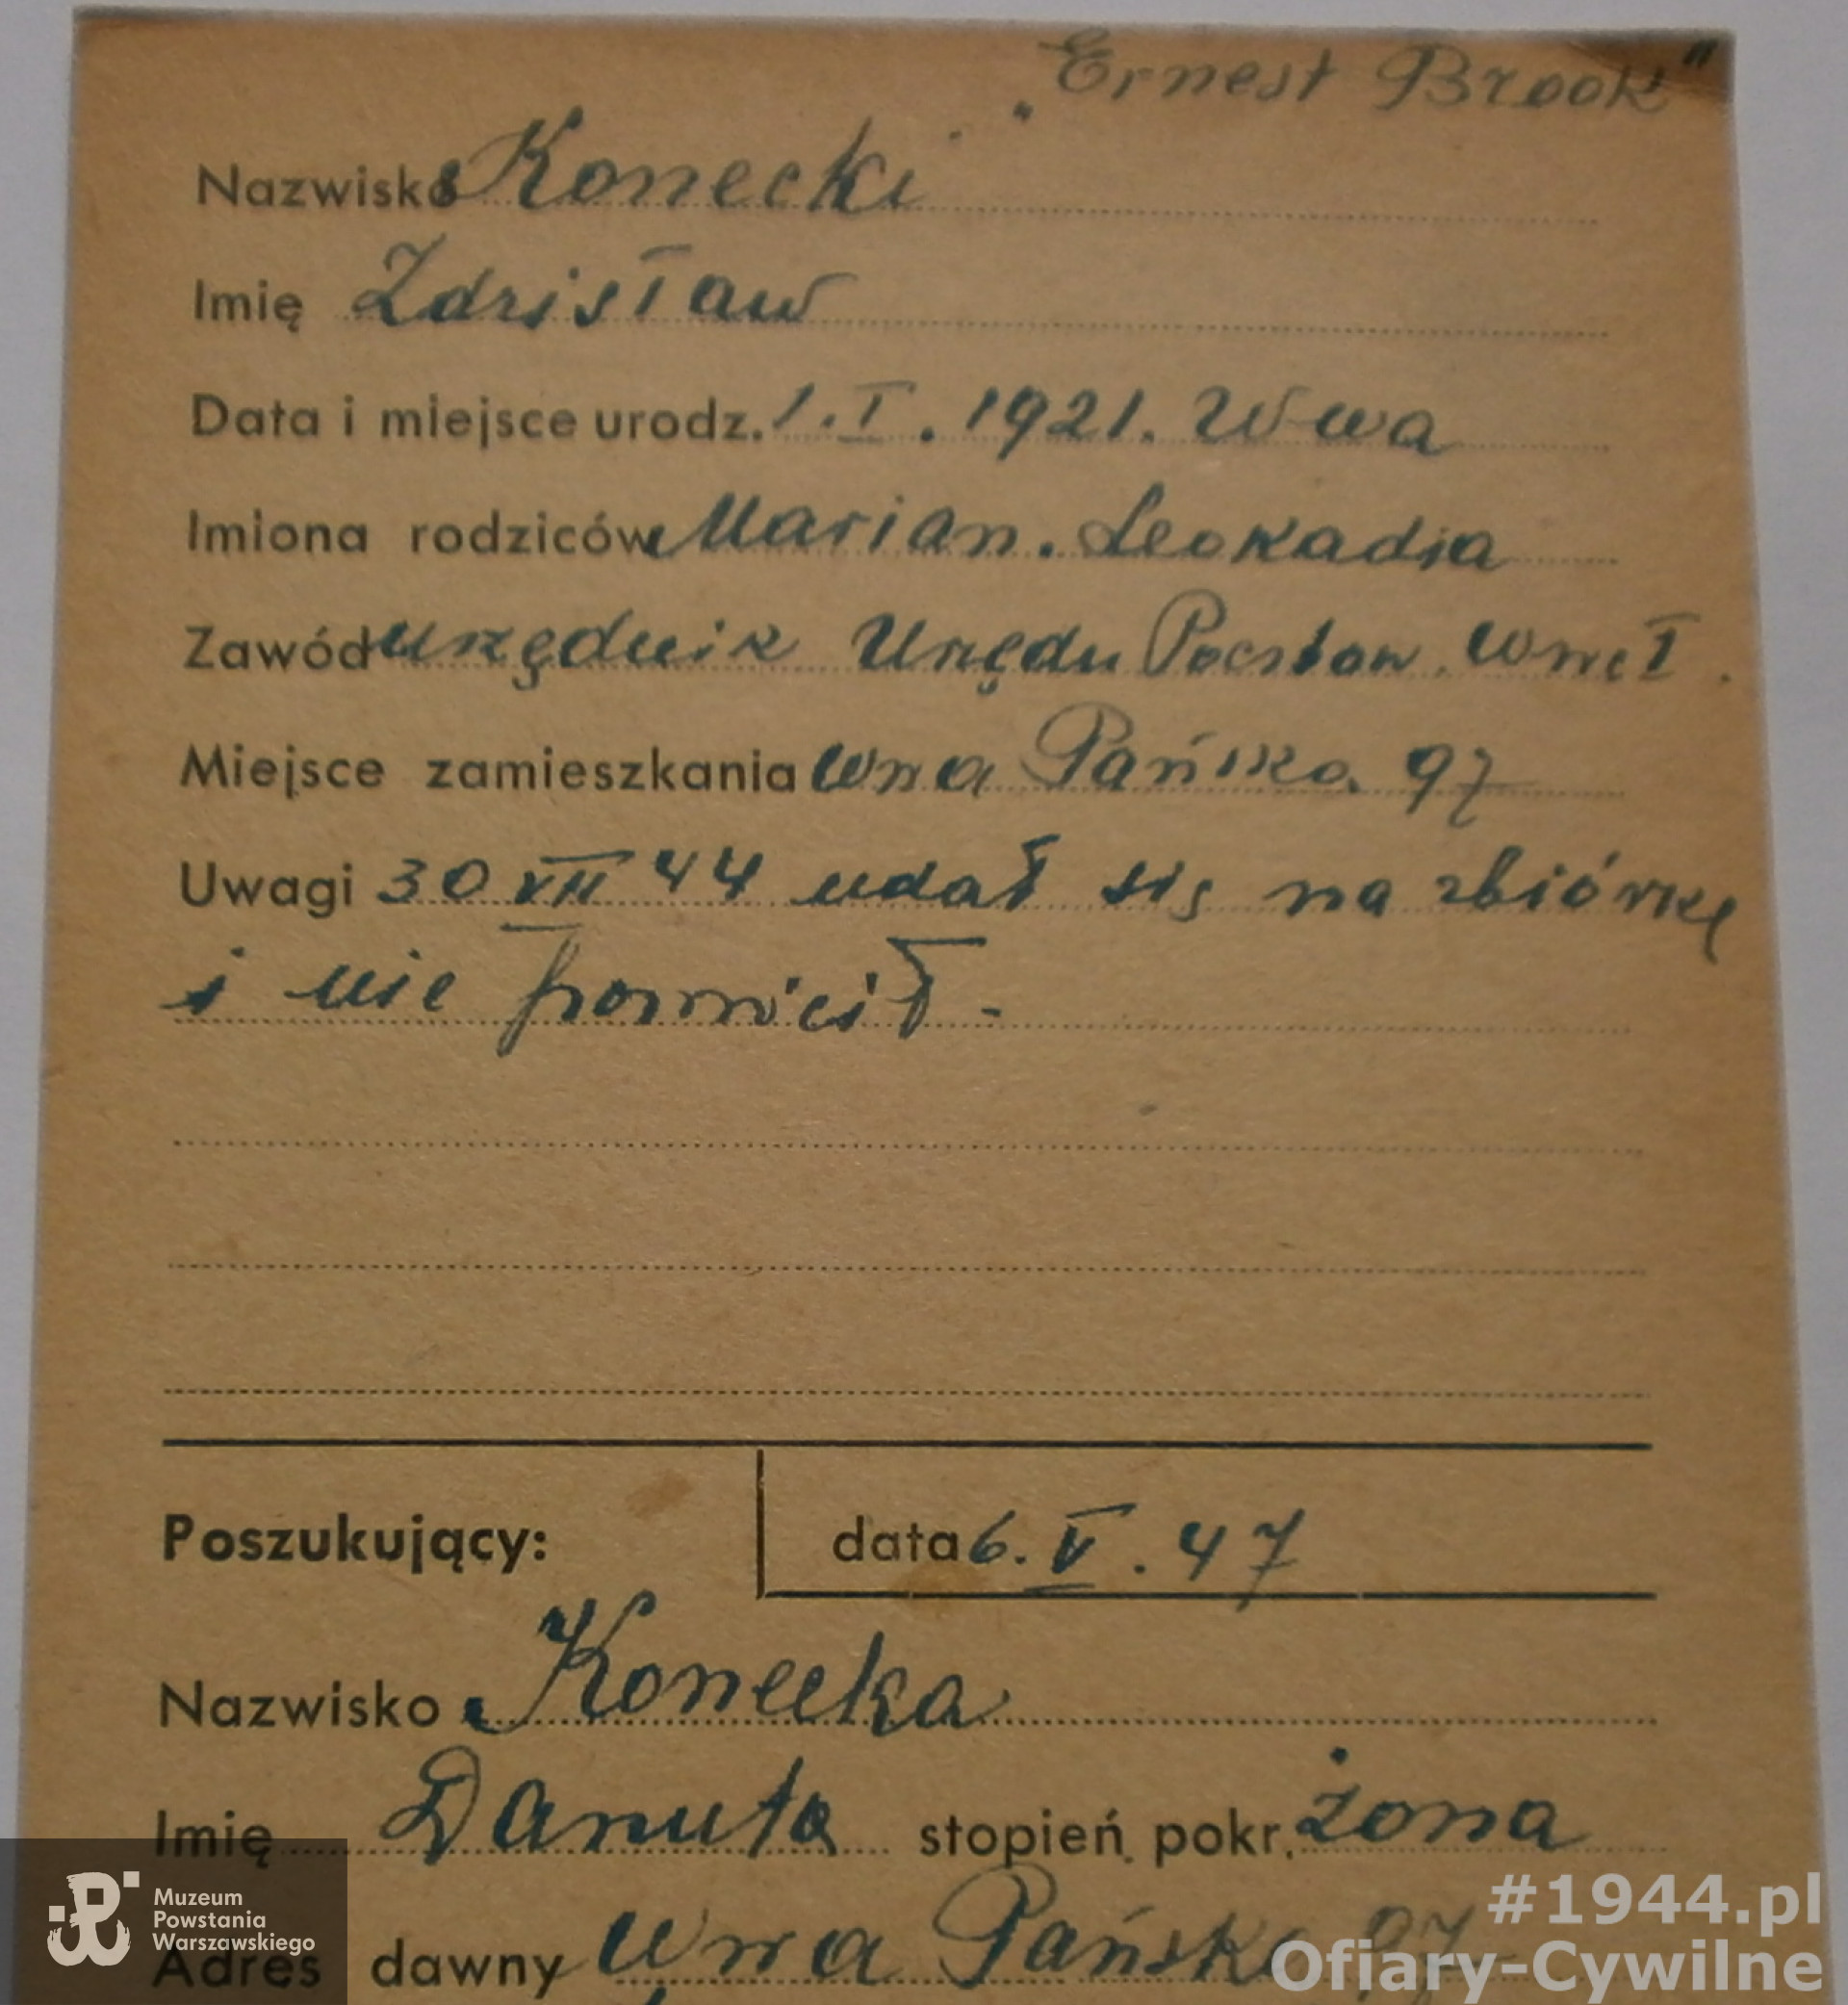 „Ernest Brook"
Nazwisko Konecki
Imię Zdzisław
Data i miejsce urodz. 1.I.1921. Wwa
Imiona rodziców Marian. Leokadia
Zawód urzędnik Urzędu Pocztow.
Miejsce zamieszkania Wwa Pańska 97
Uwagi 30 VII 44 udał się na zbiórkę
i nie powrócił -
Poszukujący: data 6.V.47
Nazwisko Konecka
Imię Danuta stopień pokr. żona
Adres dawny Wwa Pańska 97
Muzeum
Powstania
Warszawskiego
#1944.pl
Ofiary-Cywilne